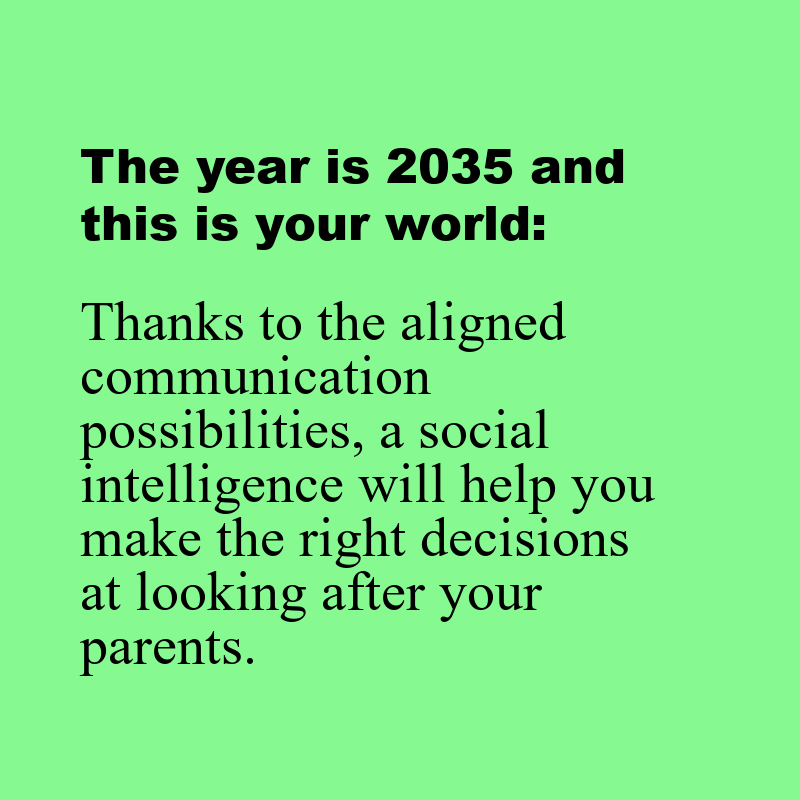 The year is 2035 and
this is your world:
Thanks to the aligned
communication
possibilities, a social
intelligence will help you
make the right decisions
at looking after your
parents.